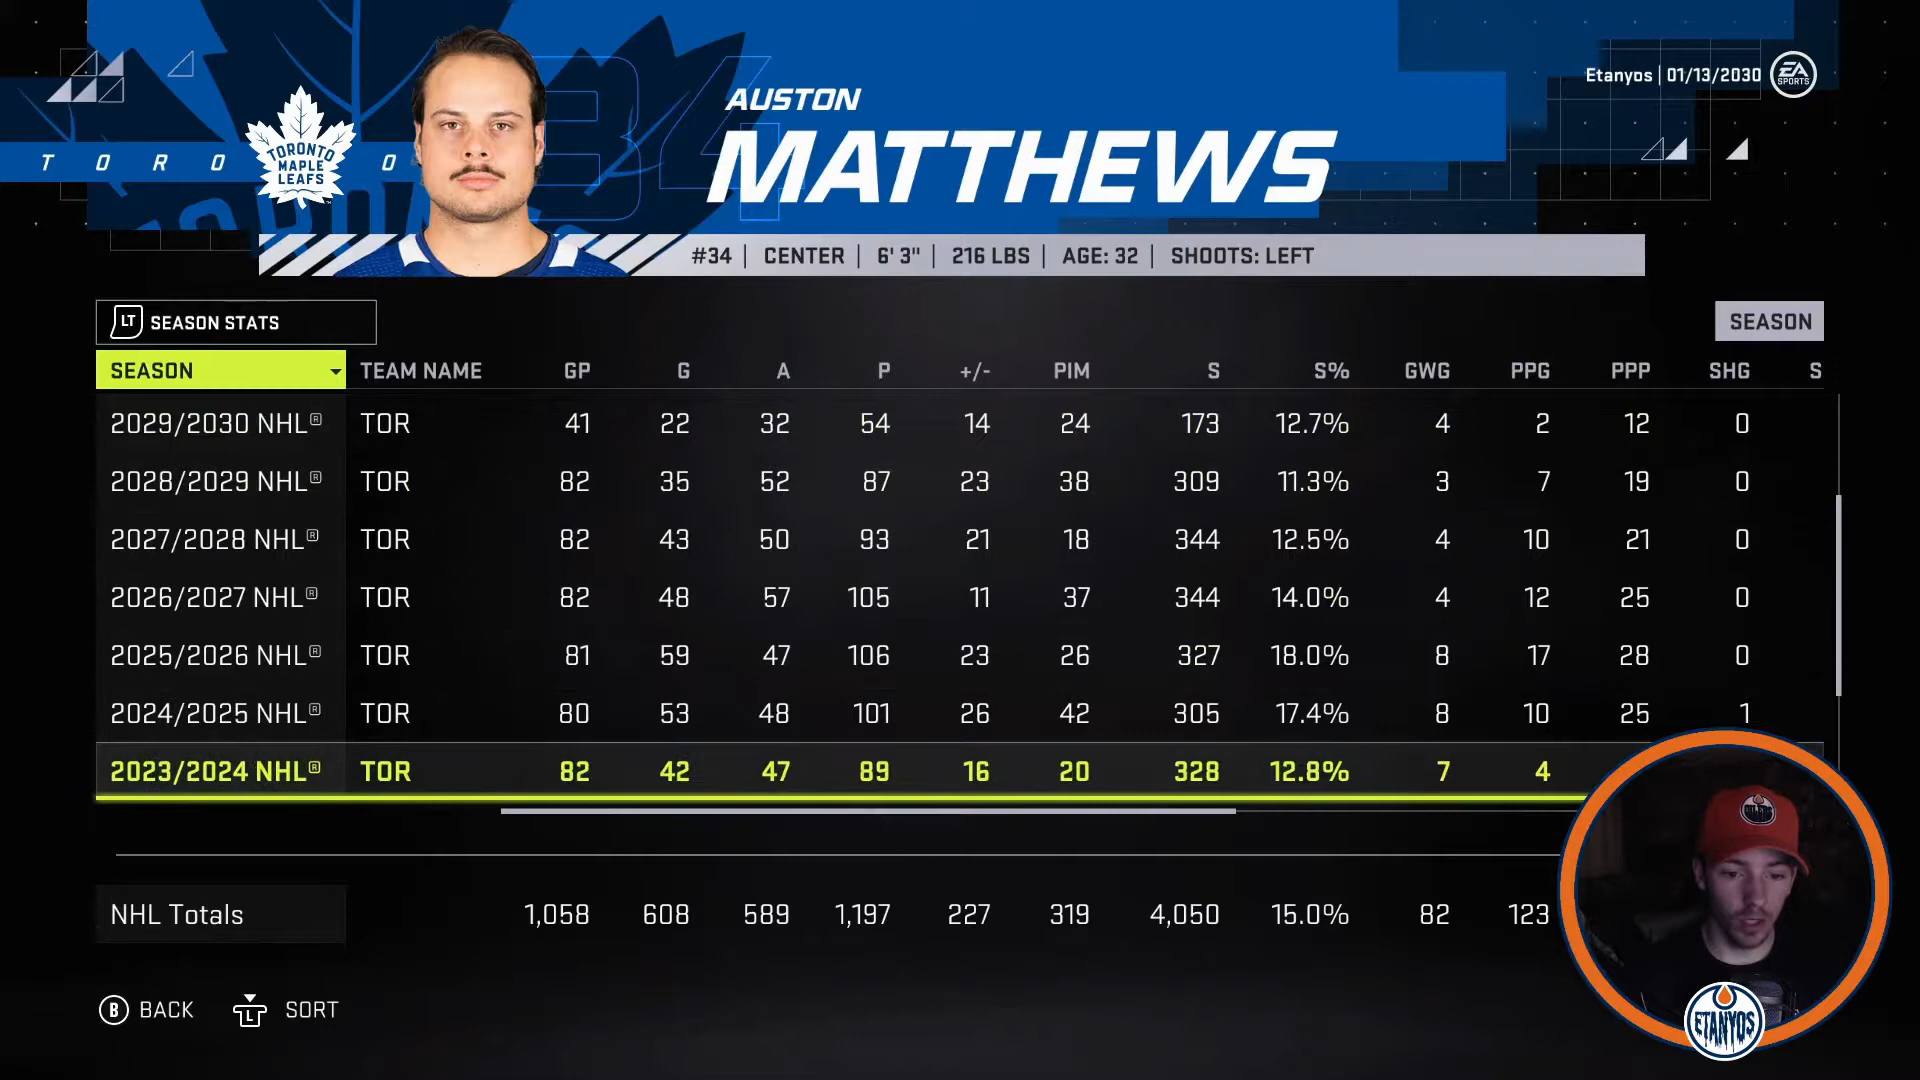 Etanyos | 01/13/2030
EA SPORTS
AUSTON
MATTHEWS
34
T O R O O
TORONTO
MAPLE
LEAFS
#34 | CENTER | 6' 3" | 216 LBS | AGE: 32 | SHOOTS: LEFT
LT SEASON STATS
SEASON
SEASON TEAM NAME GP G A P +/- PIM S S% GWG PPG PPP SHG S
2029/2030 NHL® TOR 41 22 32 54 14 24 173 12.7% 4 2 12 0
2028/2029 NHL® TOR 82 35 52 87 23 38 309 11.3% 3 7 19 0
2027/2028 NHL® TOR 82 43 50 93 21 18 344 12.5% 4 10 21 0
2026/2027 NHL® TOR 82 48 57 105 11 37 344 14.0% 4 12 25 0
2025/2026 NHL® TOR 81 59 47 106 23 26 327 18.0% 8 17 28 0
2024/2025 NHL® TOR 80 53 48 101 26 42 305 17.4% 8 10 25 1
2023/2024 NHL® TOR 82 42 47 89 16 20 328 12.8% 7 4
NHL Totals 1,058 608 589 1,197 227 319 4,050 15.0% 82 123
OILERS
B BACK L SORT
ETANYOS